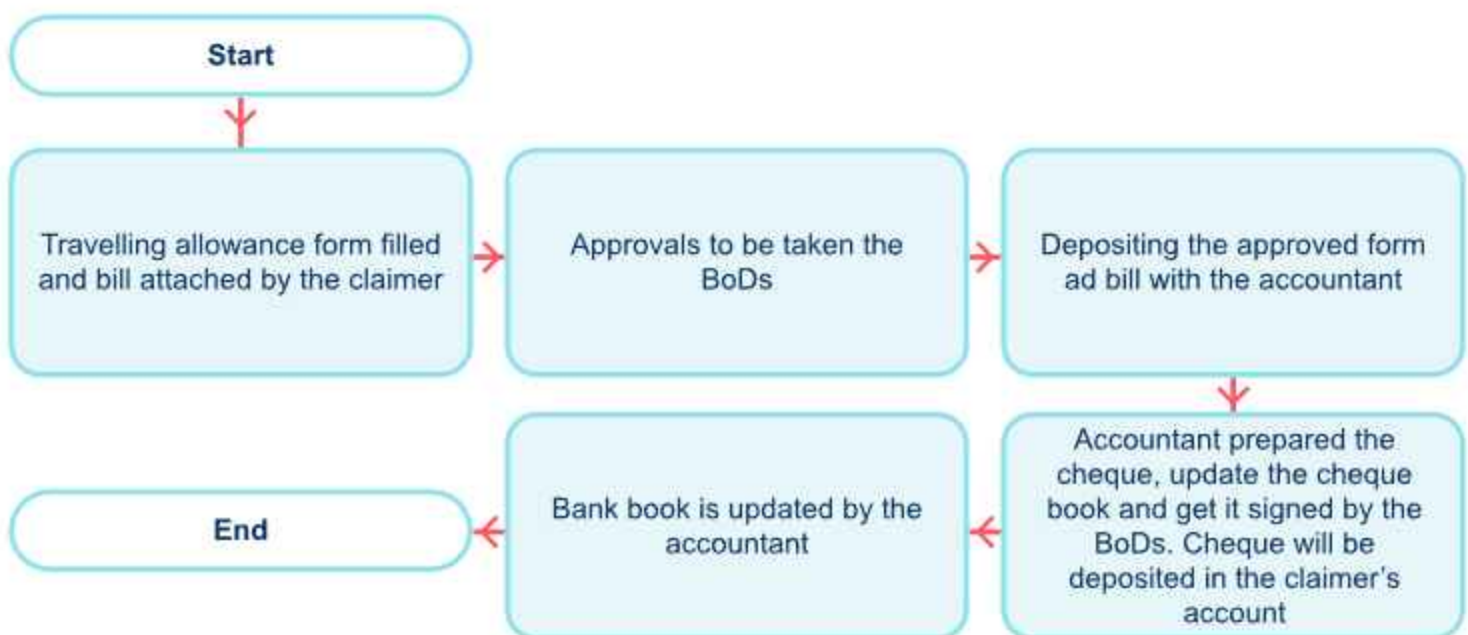 Start
Travelling allowance form filled
and bill attached by the claimer
Approvals to be taken the
BoDs
Depositing the approved form
ad bill with the accountant
Accountant prepared the
cheque, update the cheque
book and get it signed by the
BoDs. Cheque will be
deposited in the claimer's
account
Bank book is updated by the
accountant
End